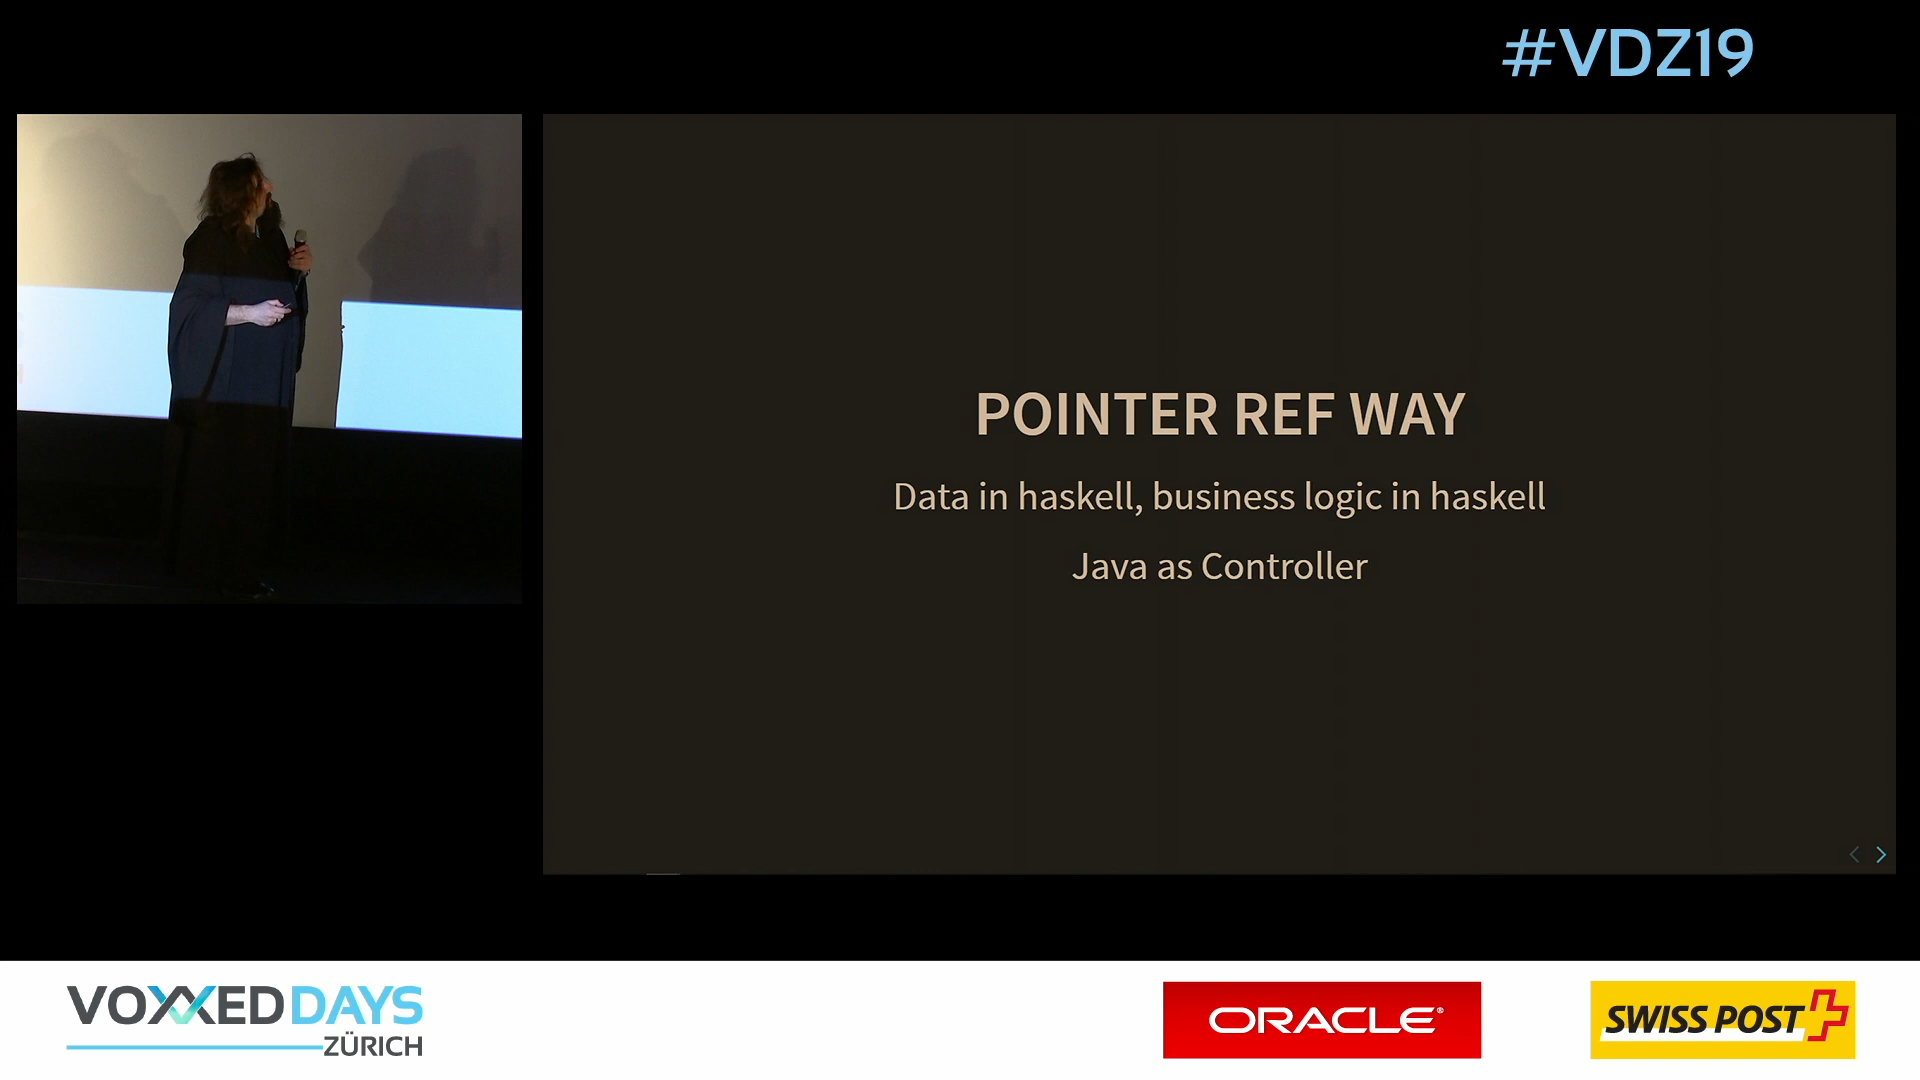 #VDZ19
POINTER REF WAY
Data in haskell, business logic in haskell
Java as Controller
VOXXED DAYS
ZÜRICH
ORACLE®
SWISS POST